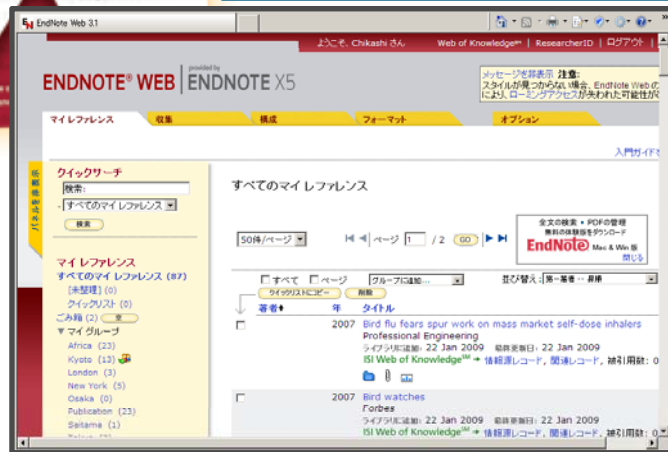 EndNote Web 3.1
ようこそ、Chikashi さん Web of Knowledge℠ | ResearcherID | ログアウト |
ENDNOTE® WEB provided by ENDNOTE X5
メッセージを非表示 注意:
スタイルが見つからない場合、EndNote Web の
により、ローミングアクセスが失われた可能性が
マイレファレンス 収集 構成 フォーマット オプション
入門ガイドを
クイックサーチ
検索:
すべてのマイレファレンス
検索
マイレファレンス
すべてのマイレファレンス (87)
[未整理] (0)
クイックリスト (0)
ごみ箱 (2) 空
▼ マイグループ
Africa (23)
Kyoto (13)
London (3)
New York (5)
Osaka (0)
Publication (23)
Saitama (1)
すべてのマイ レファレンス
50件/ページ ページ 1 / 2 GO
全文の検索 • PDFの管理
無料の体験版をダウンロード
EndNote Mac & Win 版
閉じる
すべて ページ グループに追加... 並び替え: 第一著者 -- 昇順
クイックリストにコピー 削除
著者 年 タイトル
2007 Bird flu fears spur work on mass market self-dose inhalers
Professional Engineering
ライブラリに追加: 22 Jan 2009 最終更新日: 22 Jan 2009
ISI Web of Knowledge℠ → 情報源レコード, 関連レコード, 被引用数: 0
2007 Bird watches
Forbes
ライブラリに追加: 22 Jan 2009 最終更新日: 22 Jan 2009
ISI Web of Knowledge℠ → 情報源レコード, 関連レコード, 被引用数: 0